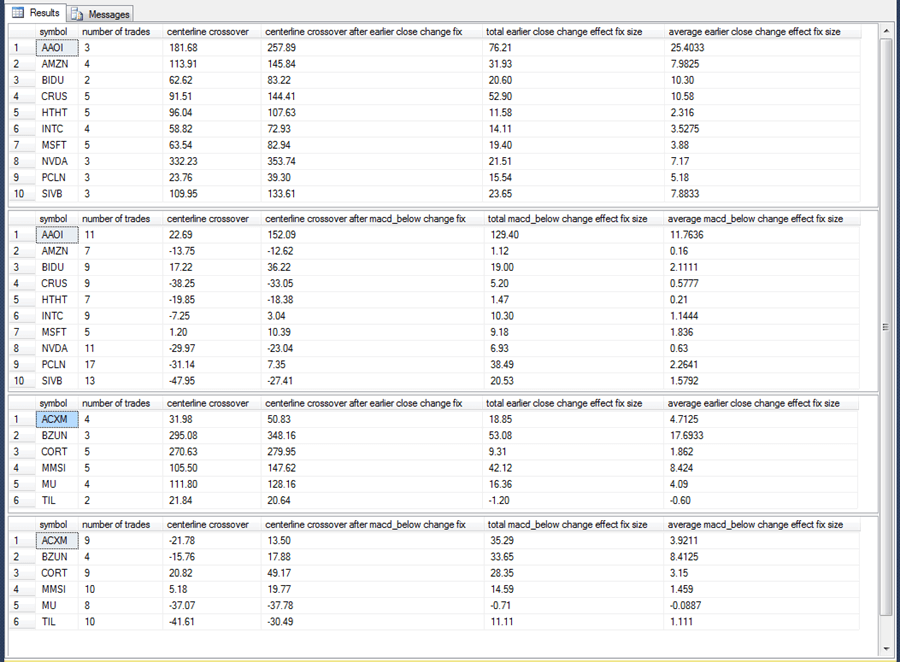 Results Messages
symbol number of trades centerline crossover centerline crossover after earlier close change fix total earlier close change effect fix size average earlier close change effect fix size
1 AAOI 3 181.68 257.89 76.21 25.4033
2 AMZN 4 113.91 145.84 31.93 7.9825
3 BIDU 2 62.62 83.22 20.60 10.30
4 CRUS 5 91.51 144.41 52.90 10.58
5 HTHT 5 96.04 107.63 11.58 2.316
6 INTC 4 58.82 72.93 14.11 3.5275
7 MSFT 5 63.54 82.94 19.40 3.88
8 NVDA 3 332.23 353.74 21.51 7.17
9 PCLN 3 23.76 39.30 15.54 5.18
10 SIVB 3 109.95 133.61 23.65 7.8833
symbol number of trades centerline crossover centerline crossover after macd_below change fix total macd_below change effect fix size average macd_below change effect fix size
1 AAOI 11 22.69 152.09 129.40 11.7636
2 AMZN 7 -13.75 -12.62 1.12 0.16
3 BIDU 9 17.22 36.22 19.00 2.1111
4 CRUS 9 -38.25 -33.05 5.20 0.5777
5 HTHT 7 -19.85 -18.38 1.47 0.21
6 INTC 9 -7.25 3.04 10.30 1.1444
7 MSFT 5 1.20 10.39 9.18 1.836
8 NVDA 11 -29.97 -23.04 6.93 0.63
9 PCLN 17 -31.14 7.35 38.49 2.2641
10 SIVB 13 -47.95 -27.41 20.53 1.5792
symbol number of trades centerline crossover centerline crossover after earlier close change fix total earlier close change effect fix size average earlier close change effect fix size
1 ACXM 4 31.98 50.83 18.85 4.7125
2 BZUN 3 295.08 348.16 53.08 17.6933
3 CORT 5 270.63 279.95 9.31 1.862
4 MMSI 5 105.50 147.62 42.12 8.424
5 MU 4 111.80 128.16 16.36 4.09
6 TIL 2 21.84 20.64 -1.20 -0.60
symbol number of trades centerline crossover centerline crossover after macd_below change fix total macd_below change effect fix size average macd_below change effect fix size
1 ACXM 9 -21.78 13.50 35.29 3.9211
2 BZUN 4 -15.76 17.88 33.65 8.4125
3 CORT 9 20.82 49.17 28.35 3.15
4 MMSI 10 5.18 19.77 14.59 1.459
5 MU 8 -37.07 -37.78 -0.71 -0.0887
6 TIL 10 -41.61 -30.49 11.11 1.111